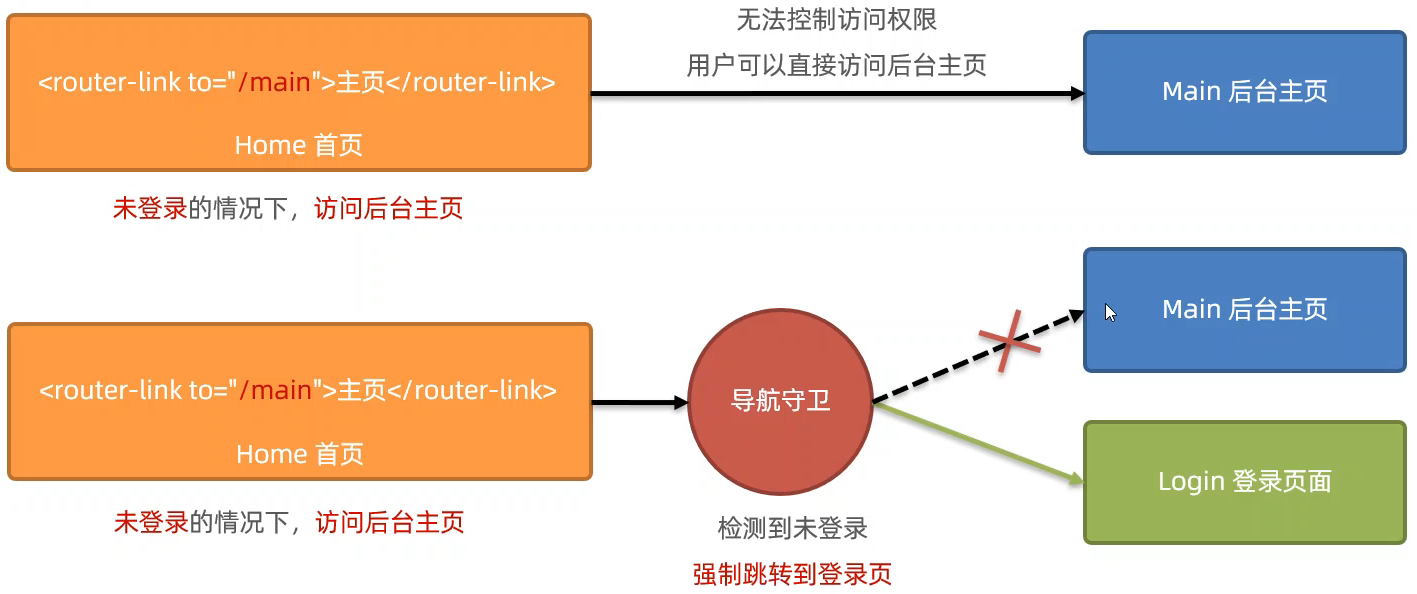 无法控制访问权限
用户可以直接访问后台主页
<router-link to="/main">主页</router-link>
Home 首页
Main 后台主页
未登录的情况下，访问后台主页
<router-link to="/main">主页</router-link>
Home 首页
导航守卫
Main 后台主页
Login 登录页面
未登录的情况下，访问后台主页
检测到未登录
强制跳转到登录页